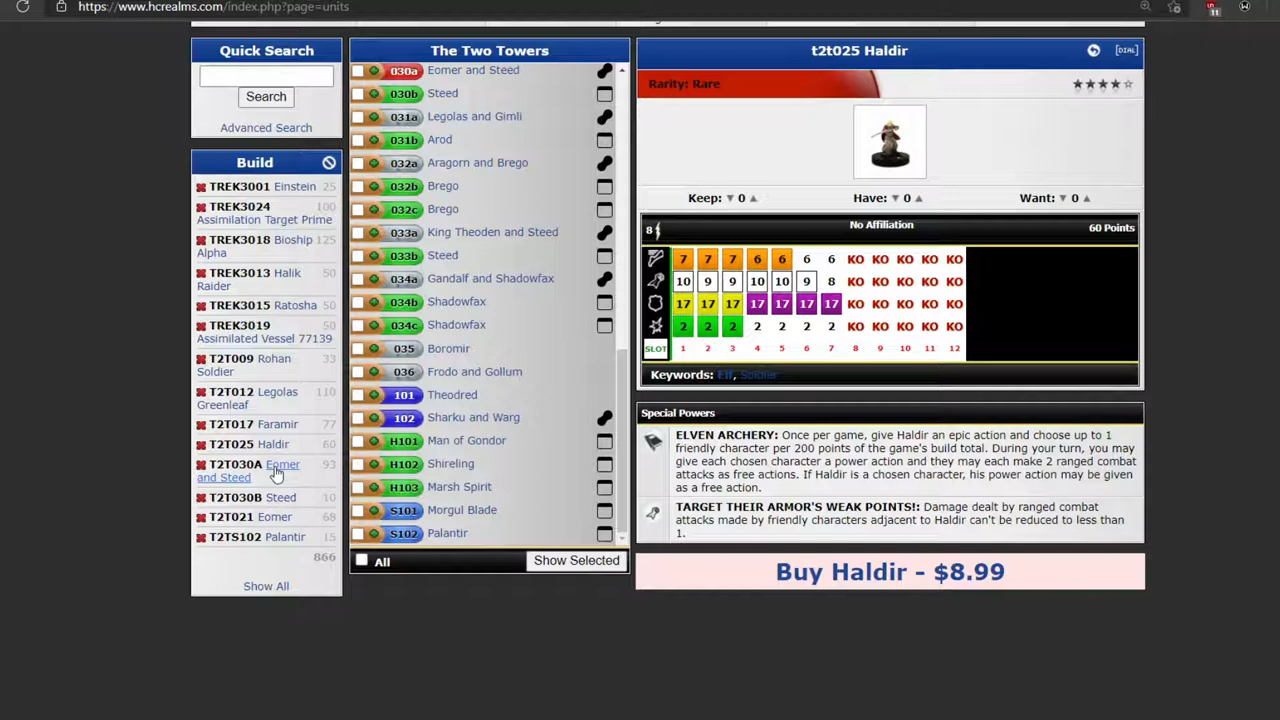 https://www.hcrealms.com/index.php?page=units
11
Quick Search
Search
Advanced Search
Build
TREK3001 Einstein 25
TREK3024 100
Assimilation Target Prime
TREK3018 Bioship 125
Alpha
TREK3013 Halik 50
Raider
TREK3015 Ratosha 50
TREK3019 50
Assimilated Vessel 77139
T2T009 Rohan 33
Soldier
T2T012 Legolas 110
Greenleaf
T2T017 Faramir 77
T2T025 Haldir 60
T2T030A Eomer 93
and Steed
T2T030B Steed 10
T2T021 Eomer 68
T2TS102 Palantir 15
866
Show All
The Two Towers
030a Eomer and Steed
030b Steed
031a Legolas and Gimli
031b Arod
032a Aragorn and Brego
032b Brego
032c Brego
033a King Theoden and Steed
033b Steed
034a Gandalf and Shadowfax
034b Shadowfax
034c Shadowfax
035 Boromir
036 Frodo and Gollum
101 Theodred
102 Sharku and Warg
H101 Man of Gondor
H102 Shireling
H103 Marsh Spirit
S101 Morgul Blade
S102 Palantir
All Show Selected
t2t025 Haldir [DIAL]
Rarity: Rare
Keep: 0 Have: 0 Want: 0
8 No Affiliation 60 Points
7 7 7 6 6 6 6 KO KO KO KO KO
10 9 9 10 10 9 8 KO KO KO KO KO
17 17 17 17 17 17 17 KO KO KO KO KO
2 2 2 2 2 2 2 KO KO KO KO KO
SLOT 1 2 3 4 5 6 7 8 9 10 11 12
Keywords: Elf, Soldier
Special Powers
ELVEN ARCHERY: Once per game, give Haldir an epic action and choose up to 1
friendly character per 200 points of the game's build total. During your turn, you may
give each chosen character a power action and they may each make 2 ranged combat
attacks as free actions. If Haldir is a chosen character, his power action may be given
as a free action.
TARGET THEIR ARMOR'S WEAK POINTS!: Damage dealt by ranged combat
attacks made by friendly characters adjacent to Haldir can't be reduced to less than
1.
Buy Haldir - $8.99